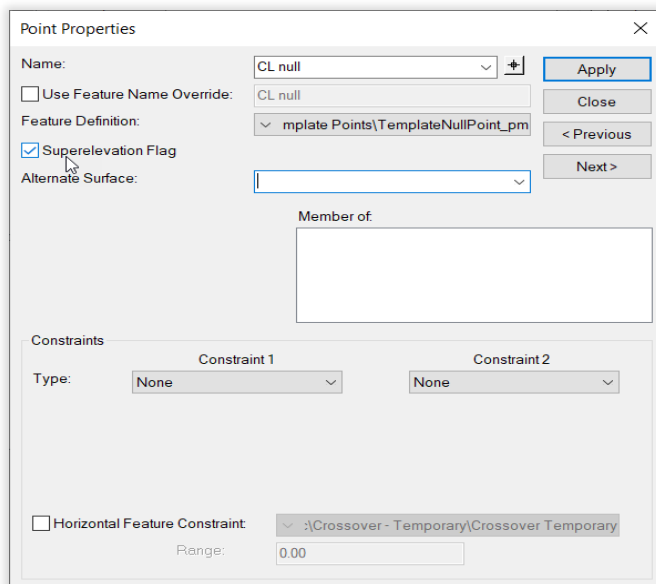 Point Properties
Name:
CL null
Apply
Use Feature Name Override:
CL null
Close
Feature Definition:
mplate Points\TemplateNullPoint_pm
< Previous
Superelevation Flag
Next >
Alternate Surface:
Member of:
Constraints
Constraint 1
Constraint 2
Type:
None
None
Horizontal Feature Constraint:
:\Crossover - Temporary\Crossover Temporary
Range:
0.00